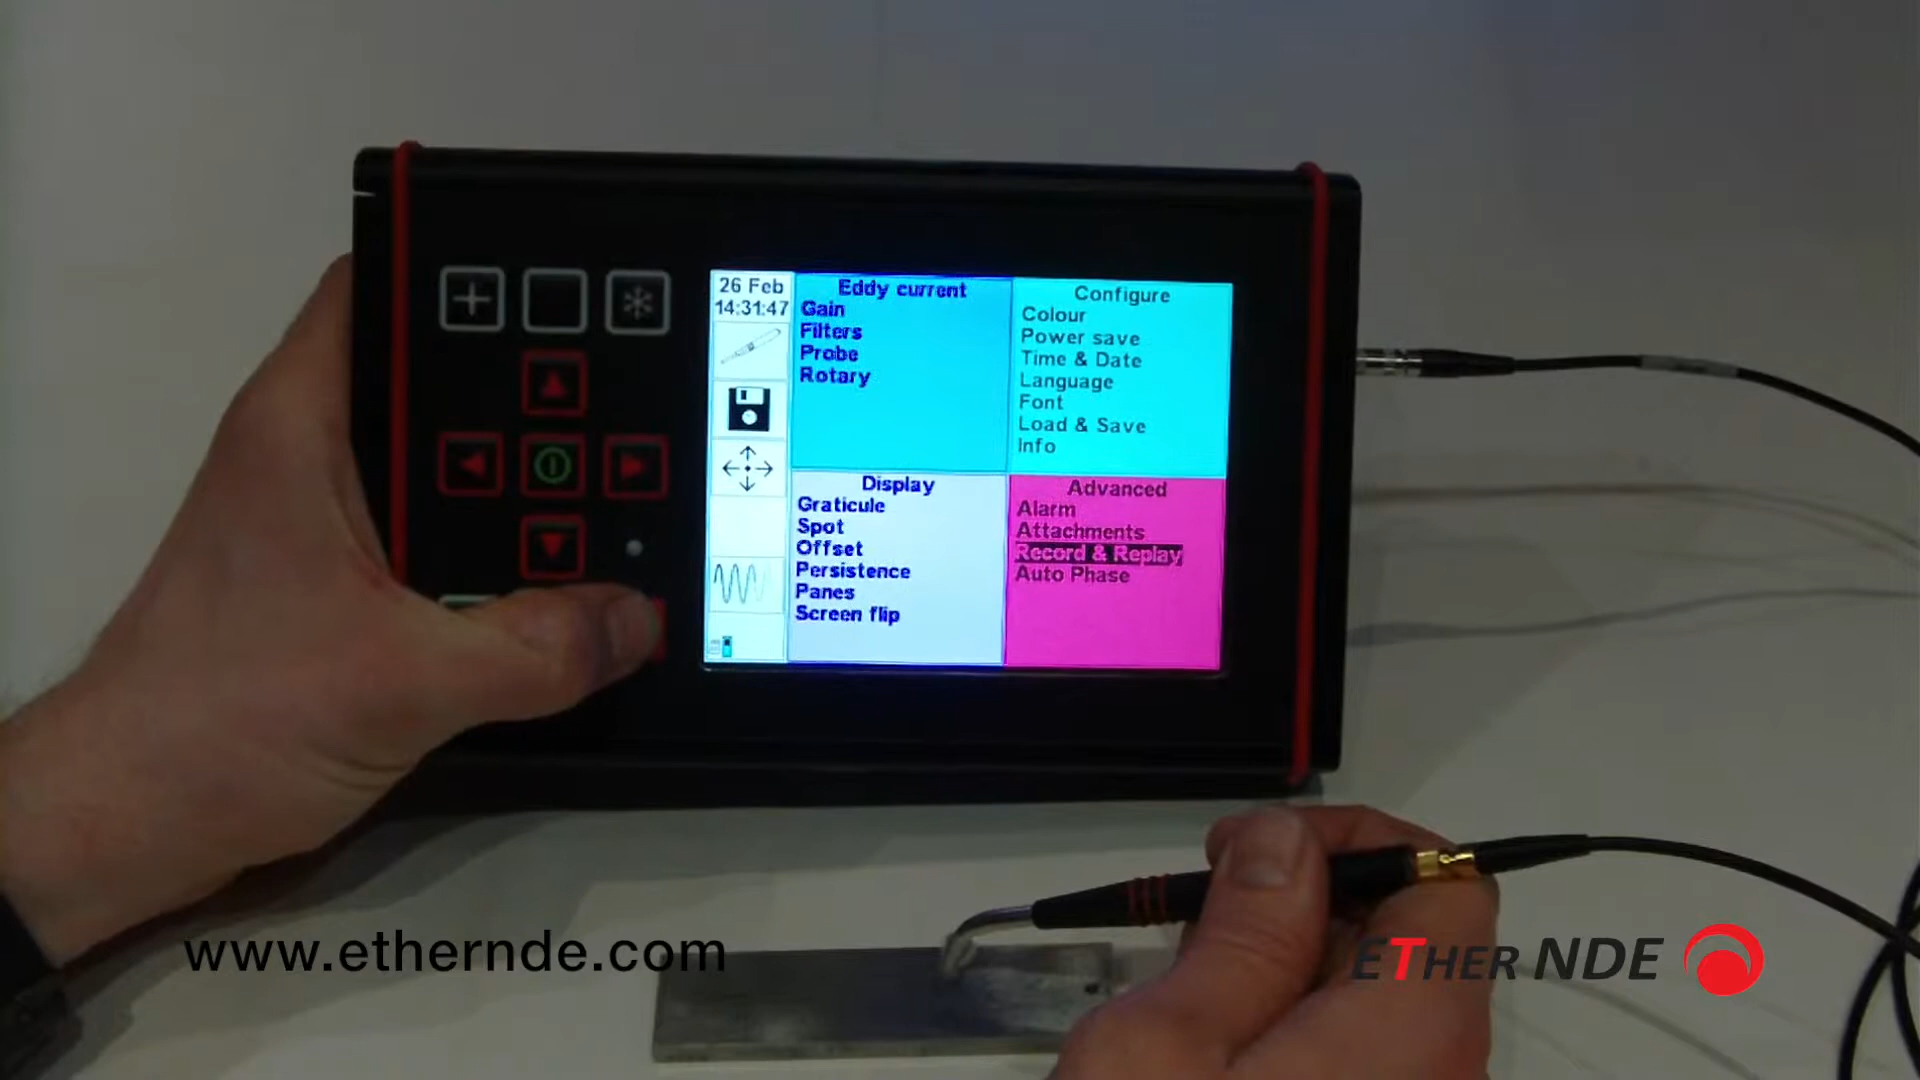 26 Feb
14:31:47
Eddy current
Gain
Filters
Probe
Rotary
Configure
Colour
Power save
Time & Date
Language
Font
Load & Save
Info
Display
Graticule
Spot
Offset
Persistence
Panes
Screen flip
Advanced
Alarm
Attachments
Record & Replay
Auto Phase
www.ethernde.com
ETHER NDE